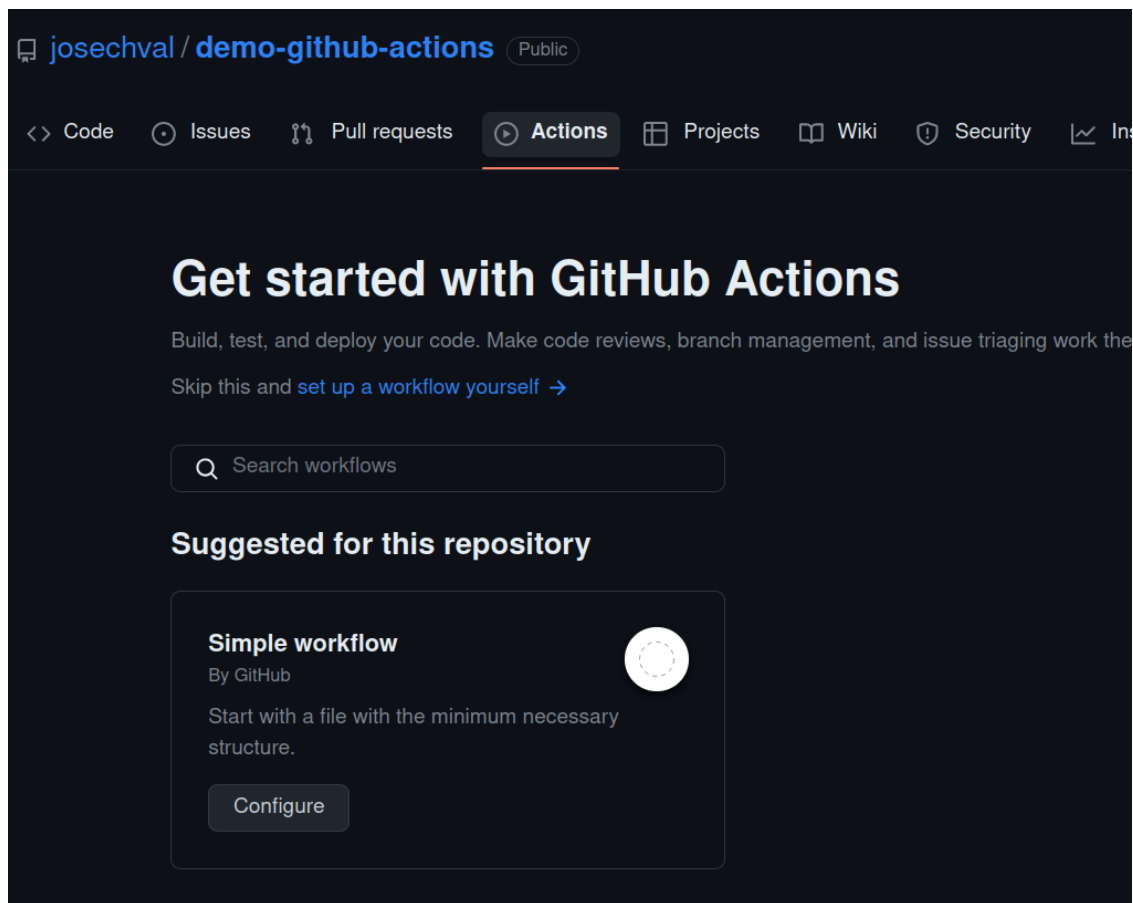 josechval / demo-github-actions Public
Code Issues Pull requests Actions Projects Wiki Security
Get started with GitHub Actions
Build, test, and deploy your code. Make code reviews, branch management, and issue triaging work the
Skip this and set up a workflow yourself →
Search workflows
Suggested for this repository
Simple workflow
By GitHub
Start with a file with the minimum necessary
structure.
Configure